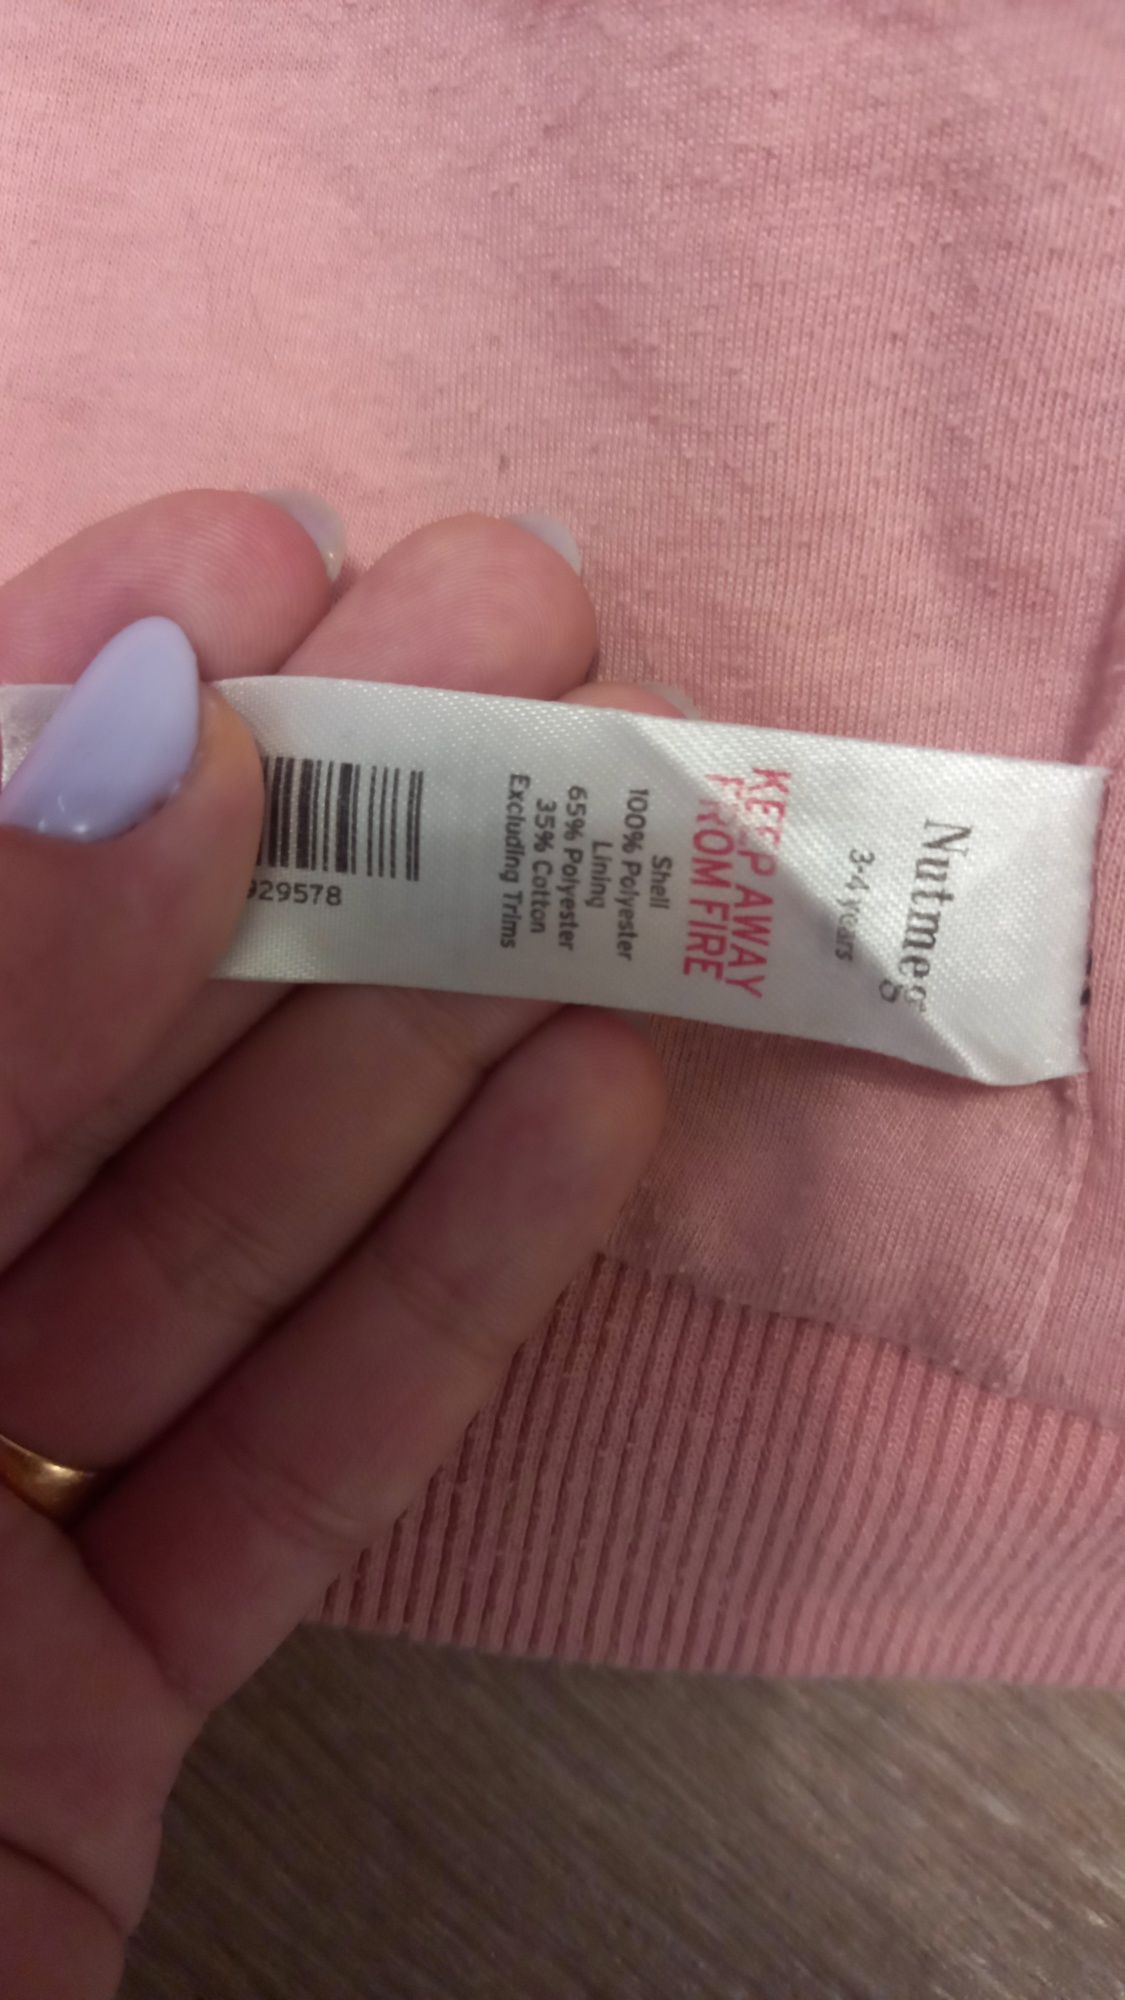 Nutmeg
3-4 years
KEEP AWAY
FROM FIRE
Shell
100% Polyester
Lining
65% Polyester
35% Cotton
Excluding Trims
929578